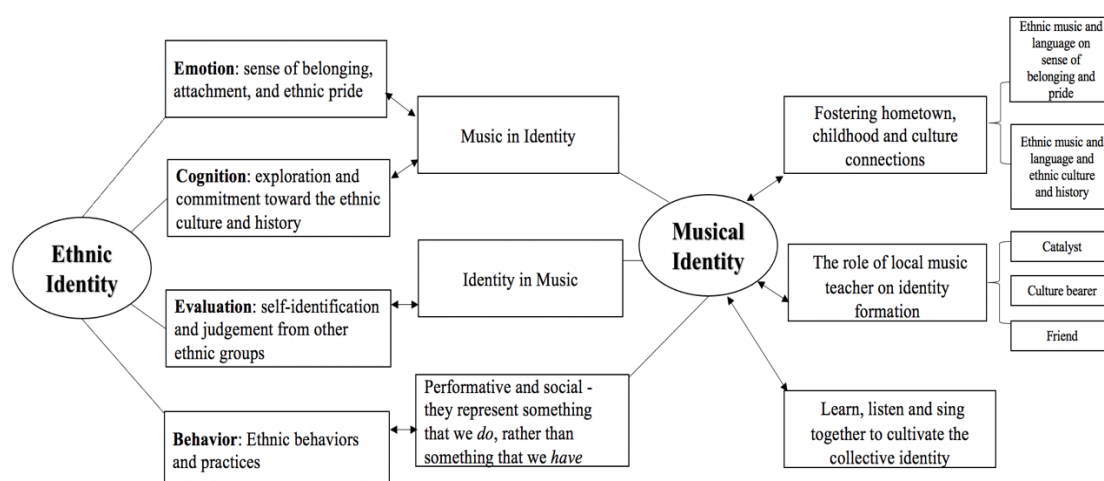 Emotion: sense of belonging,
attachment, and ethnic pride
Cognition: exploration and
commitment toward the ethnic
culture and history
Ethnic
Identity
Evaluation: self-identification
and judgement from other
ethnic groups
Behavior: Ethnic behaviors
and practices
Music in Identity
Identity in Music
Performative and social -
they represent something
that we do, rather than
something that we have
Musical
Identity
Fostering hometown,
childhood and culture
connections
The role of local music
teacher on identity
formation
Learn, listen and sing
together to cultivate the
collective identity
Ethnic music and
language on
sense of
belonging and
pride
Ethnic music and
language and
ethnic culture
and history
Catalyst
Culture bearer
Friend